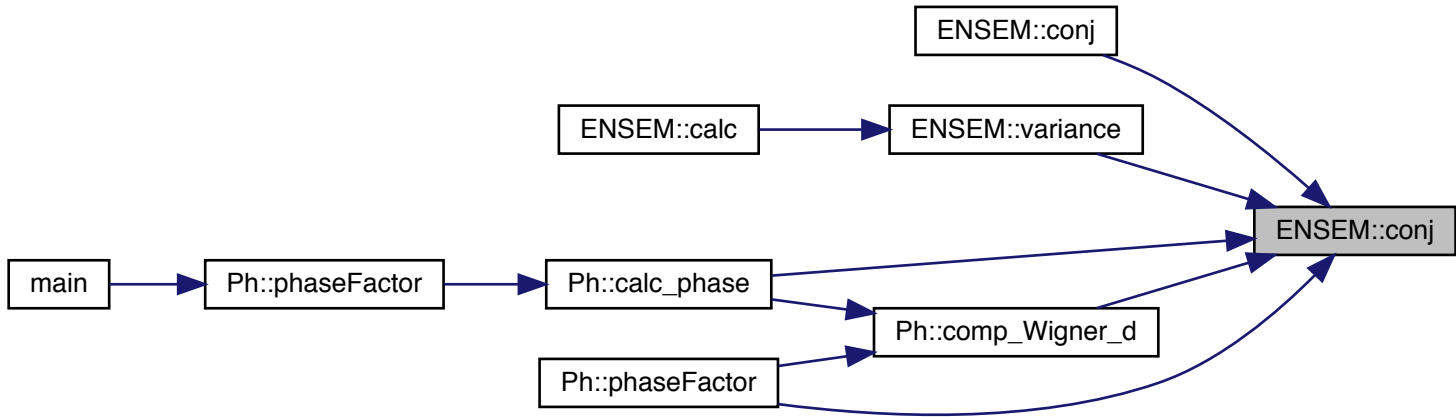 ENSEM::conj
ENSEM::calc
ENSEM::variance
ENSEM::conj
main
Ph::phaseFactor
Ph::calc_phase
Ph::comp_Wigner_d
Ph::phaseFactor